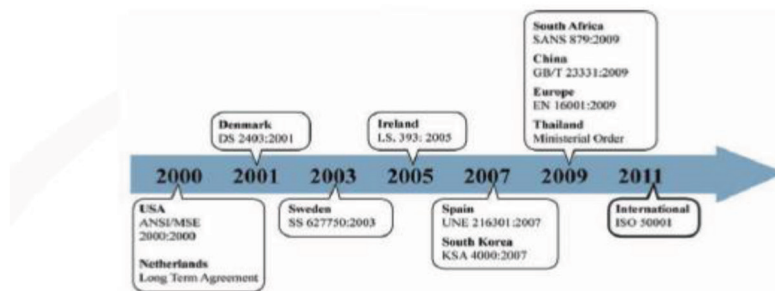 South Africa
SANS 879:2009
China
GB/T 23331:2009
Europe
EN 16001:2009
Thailand
Ministerial Order
Denmark
DS 2403:2001
Ireland
I.S. 393: 2005
2000 2001 2003 2005 2007 2009 2011
USA
ANSI/MSE
2000:2000
Netherlands
Long Term Agreement
Sweden
SS 627750:2003
Spain
UNE 216301:2007
South Korea
KSA 4000:2007
International
ISO 50001